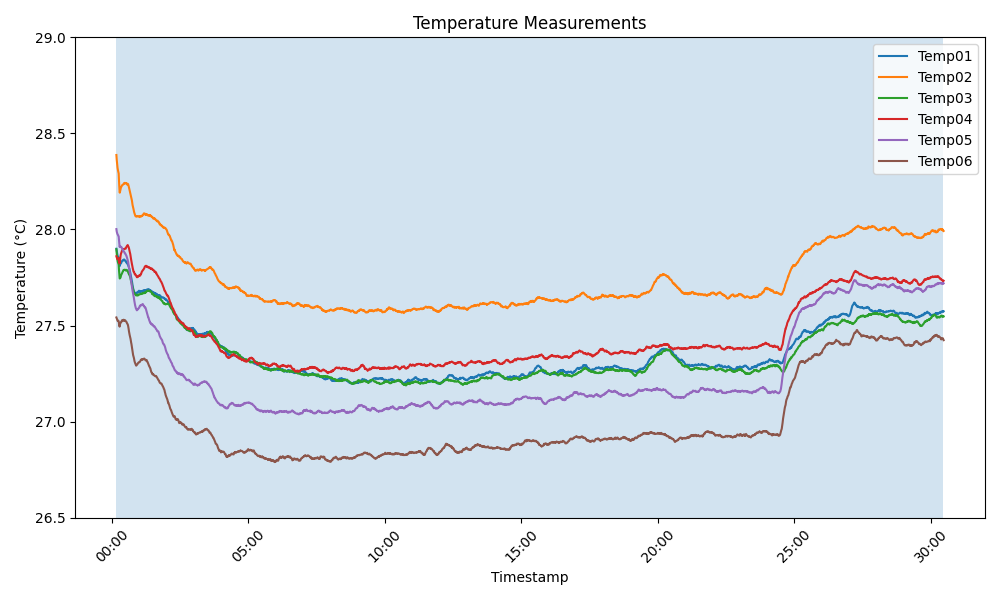 Temperature Measurements
Temperature (°C)
29.0
28.5
28.0
27.5
27.0
26.5
Temp01
Temp02
Temp03
Temp04
Temp05
Temp06
00:00
05:00
10:00
15:00
20:00
25:00
30:00
Timestamp